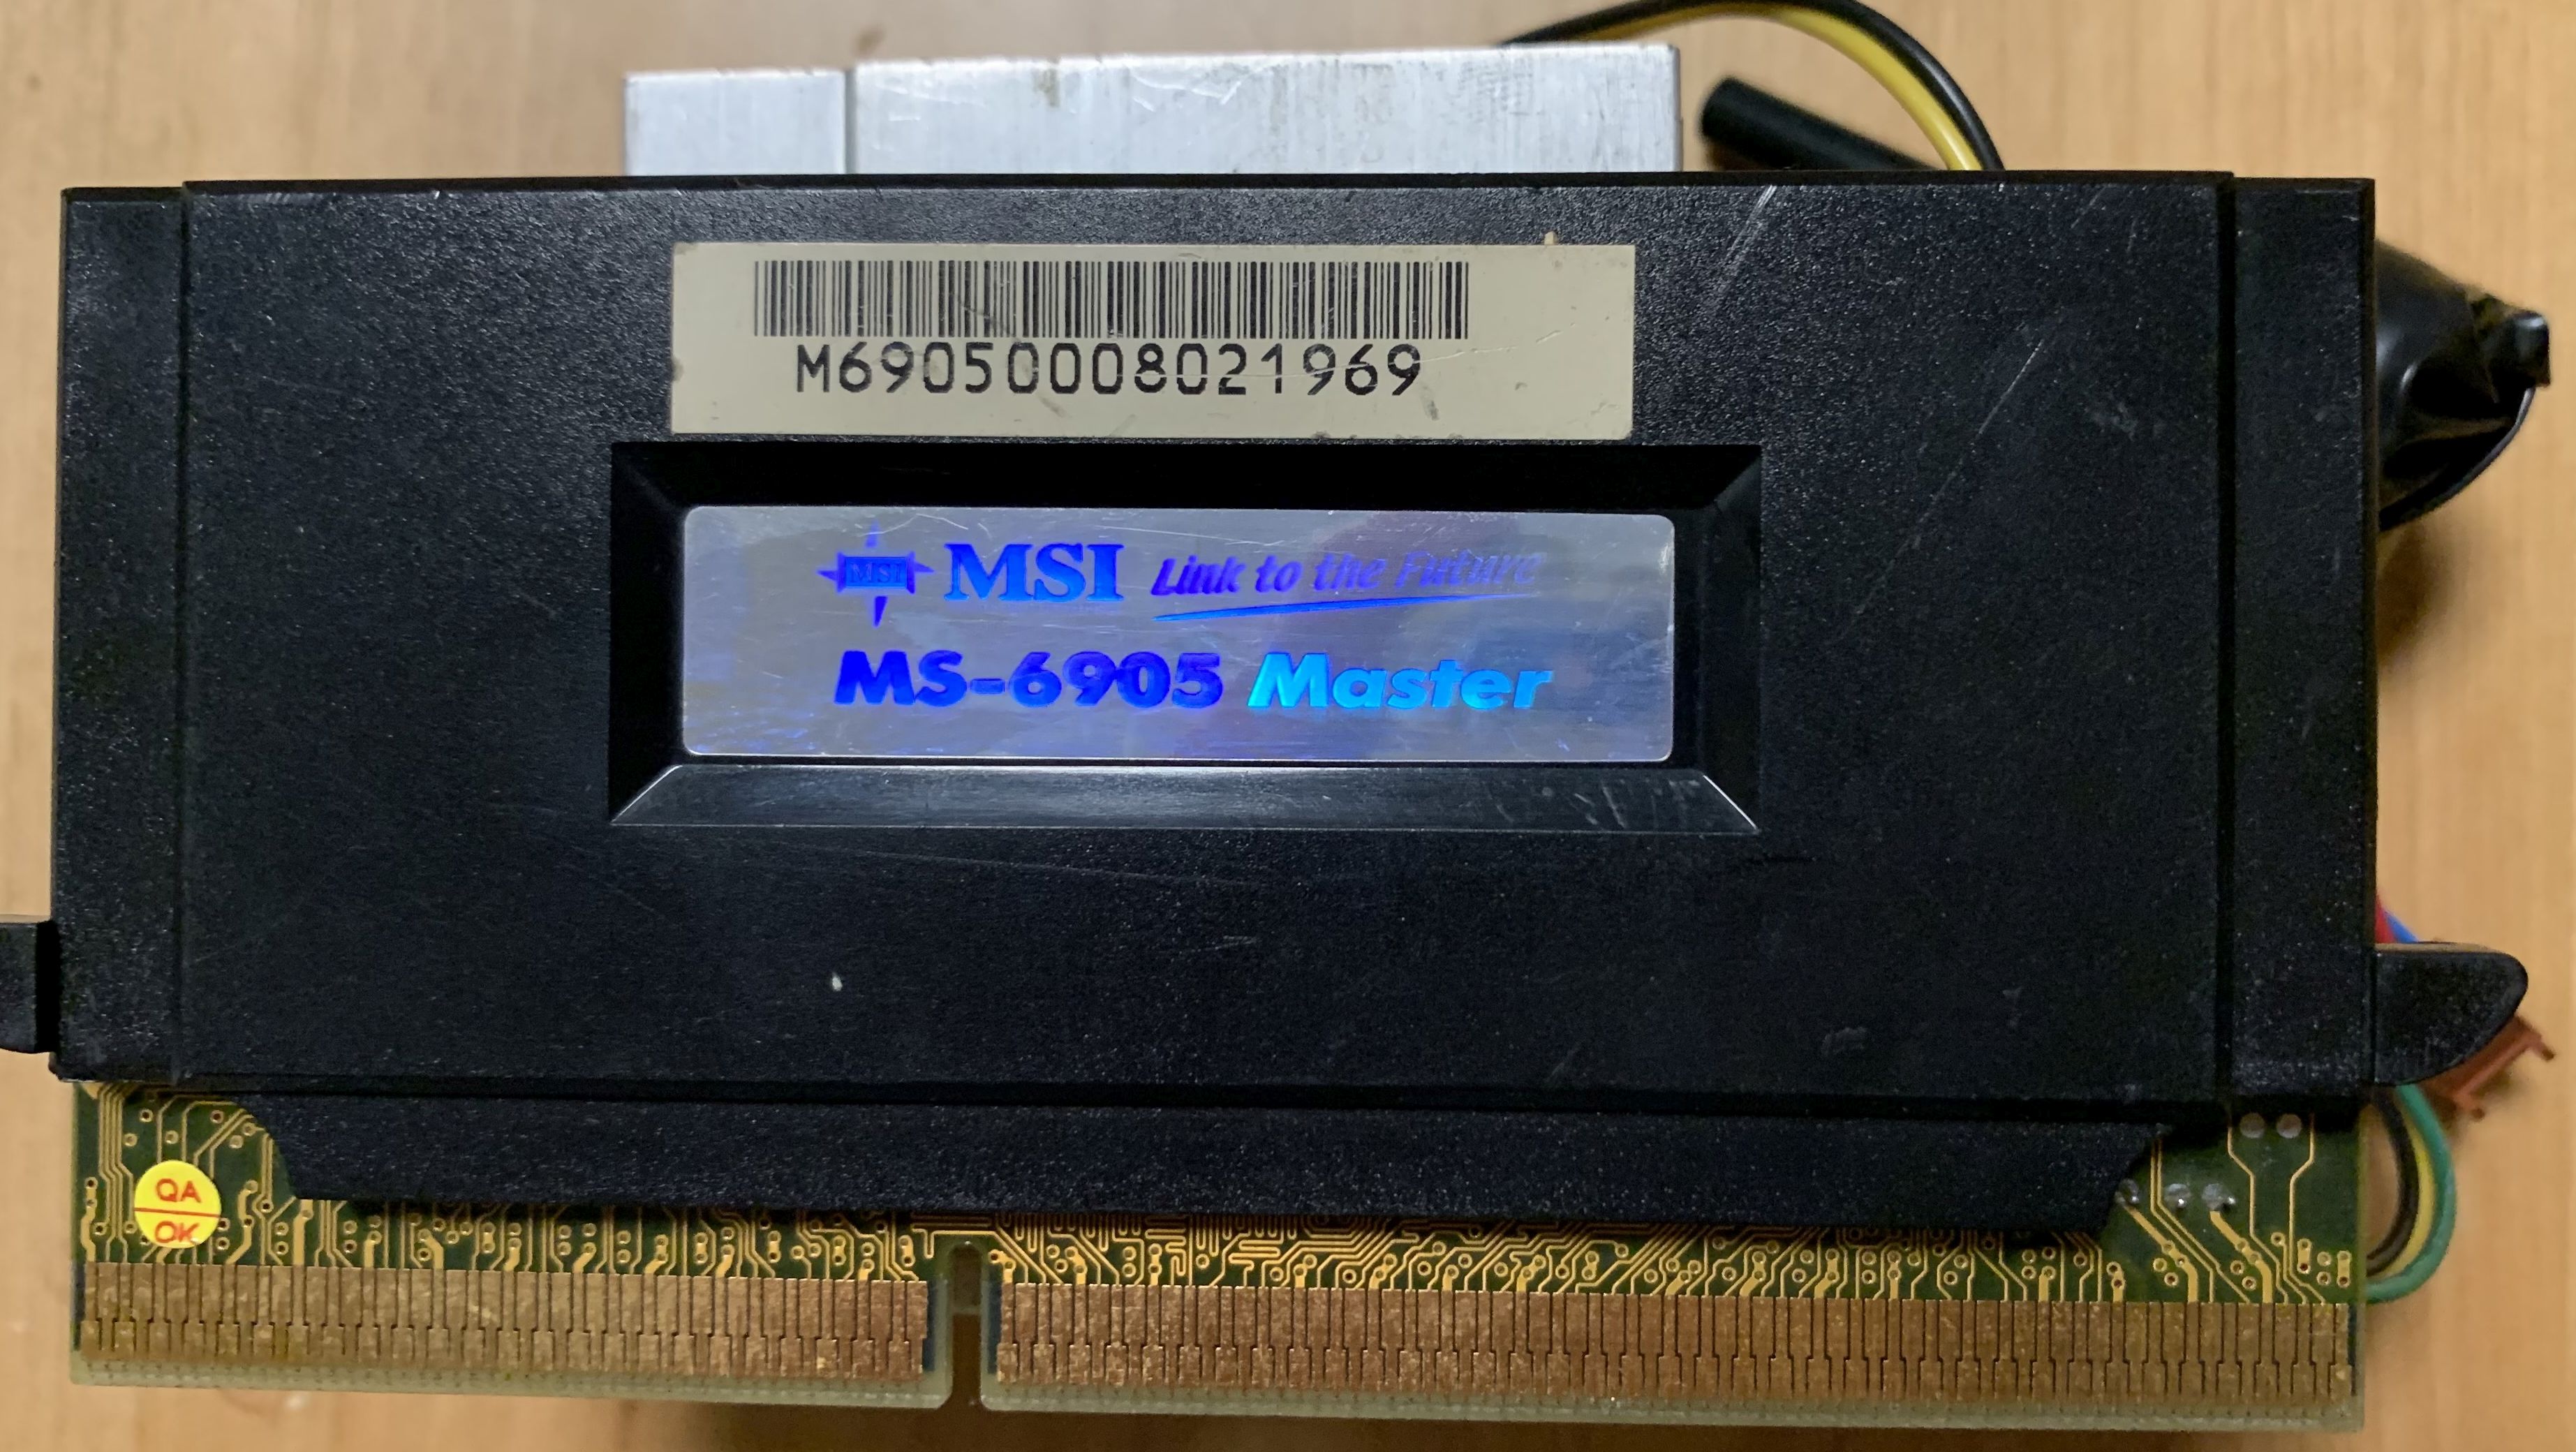 M69050008021969
MSI MSI Link to the Future
MS-6905 Master
QA
OK